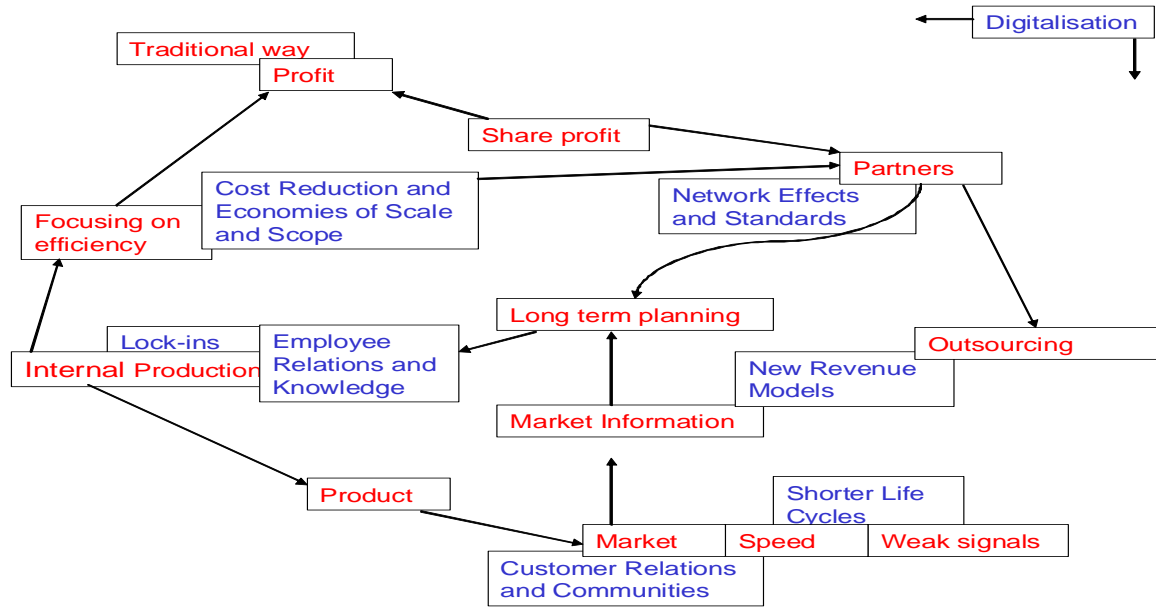 Digitalisation
Traditional way
Profit
Share profit
Partners
Cost Reduction and
Economies of Scale
and Scope
Network Effects
and Standards
Focusing on
efficiency
Long term planning
Lock-ins
Employee
Relations and
Knowledge
Internal Production
Outsourcing
New Revenue
Models
Market Information
Product
Shorter Life
Cycles
Market
Speed
Weak signals
Customer Relations
and Communities